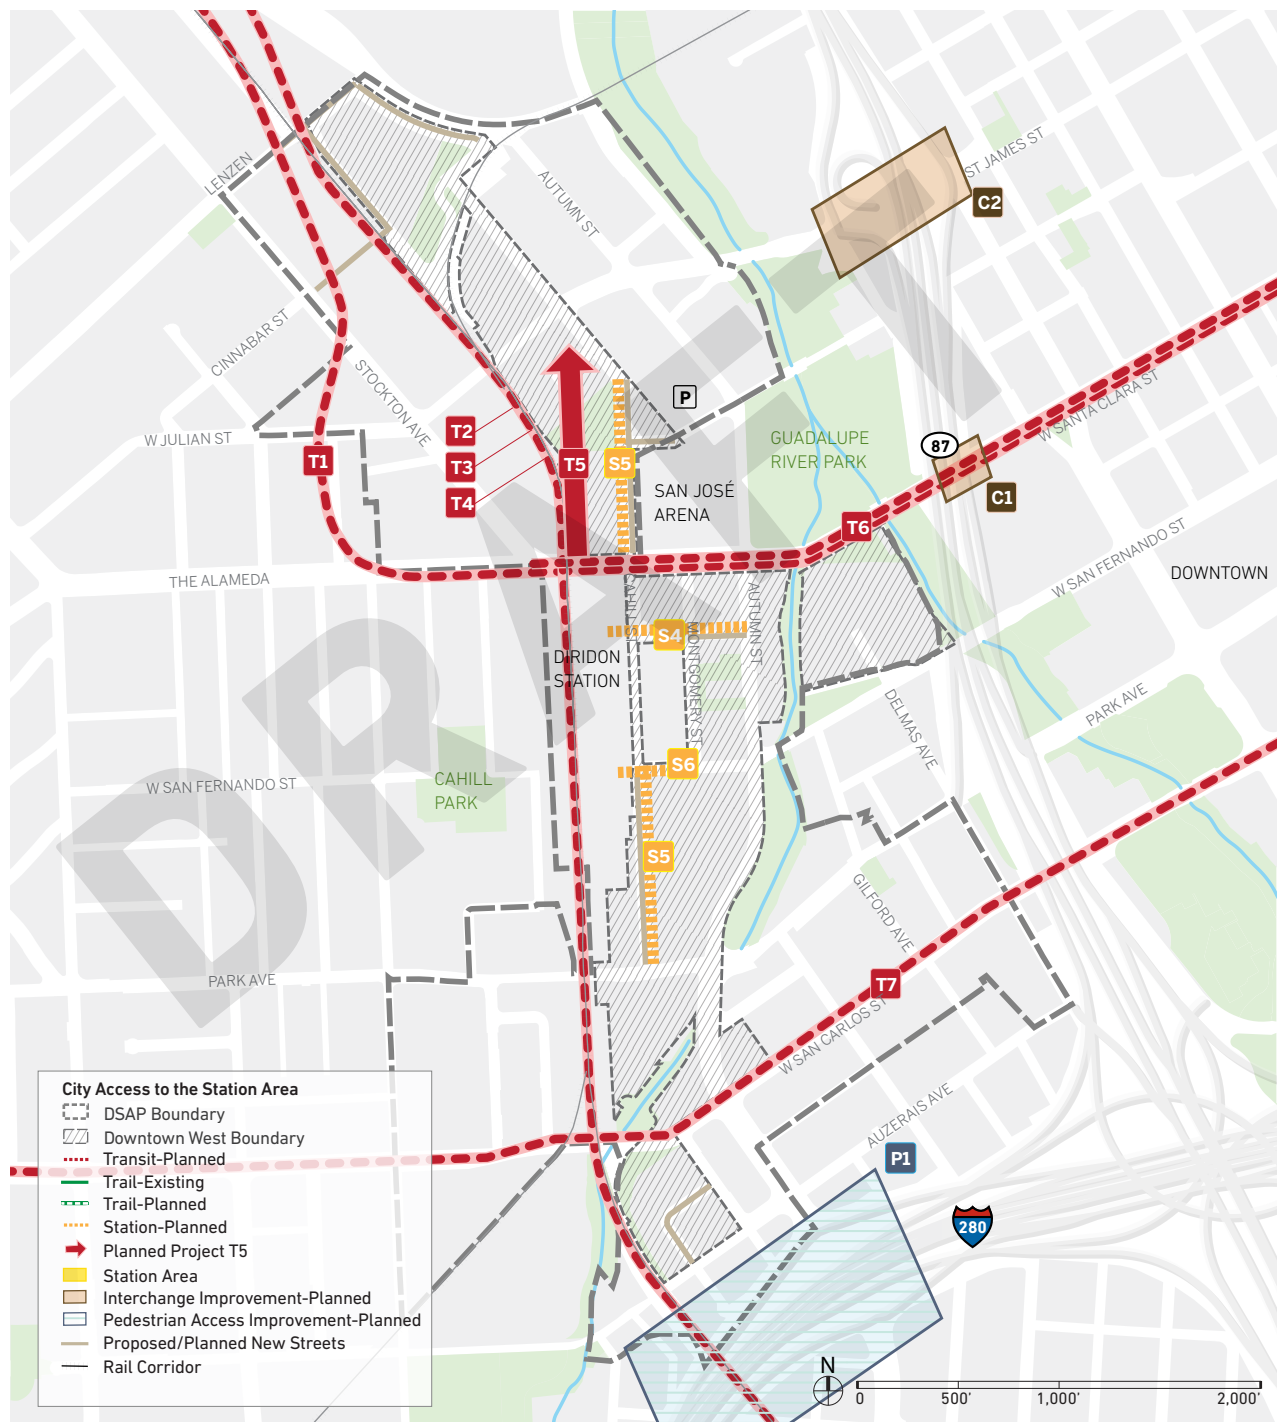 LENZEN
AUTUMN ST
ST JAMES ST
C2
CINNABAR ST
STOCKTON AVE
W JULIAN ST
T1
T2
T3
T4
T5
S5
P
SAN JOSÉ
ARENA
GUADALUPE
RIVER PARK
87
C1
W SANTA CLARA ST
T6
W SAN FERNANDO ST
DOWNTOWN
THE ALAMEDA
CAHILL ST
S4
MONTGOMERY ST
AUTUMN ST
DIRIDON
STATION
DELMAS AVE
PARK AVE
S6
W SAN FERNANDO ST
CAHILL
PARK
S5
GILFORD AVE
PARK AVE
T7
W SAN CARLOS ST
AUZERAIS AVE
P1
280
DRAFT
City Access to the Station Area
DSAP Boundary
Downtown West Boundary
Transit-Planned
Trail-Existing
Trail-Planned
Station-Planned
Planned Project T5
Station Area
Interchange Improvement-Planned
Pedestrian Access Improvement-Planned
Proposed/Planned New Streets
Rail Corridor
N
0 500' 1,000' 2,000'